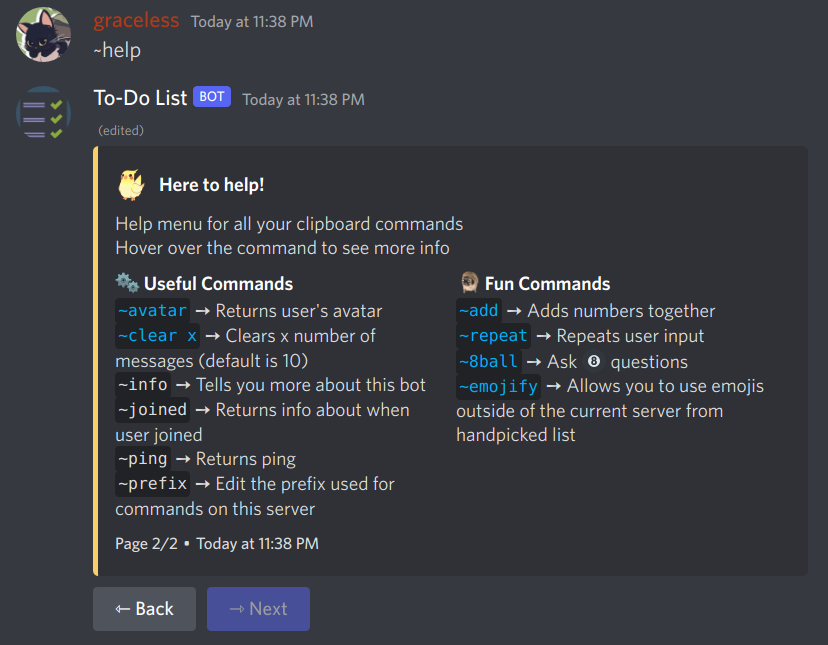 graceless Today at 11:38 PM
~help
To-Do List BOT Today at 11:38 PM
(edited)
Here to help!
Help menu for all your clipboard commands
Hover over the command to see more info
Useful Commands
~avatar → Returns user's avatar
~clear x → Clears x number of
messages (default is 10)
~info → Tells you more about this bot
~joined → Returns info about when
user joined
~ping → Returns ping
~prefix → Edit the prefix used for
commands on this server
Fun Commands
~add → Adds numbers together
~repeat → Repeats user input
~8ball → Ask 🎱 questions
~emojify → Allows you to use emojis
outside of the current server from
handpicked list
Page 2/2 • Today at 11:38 PM
← Back
→ Next